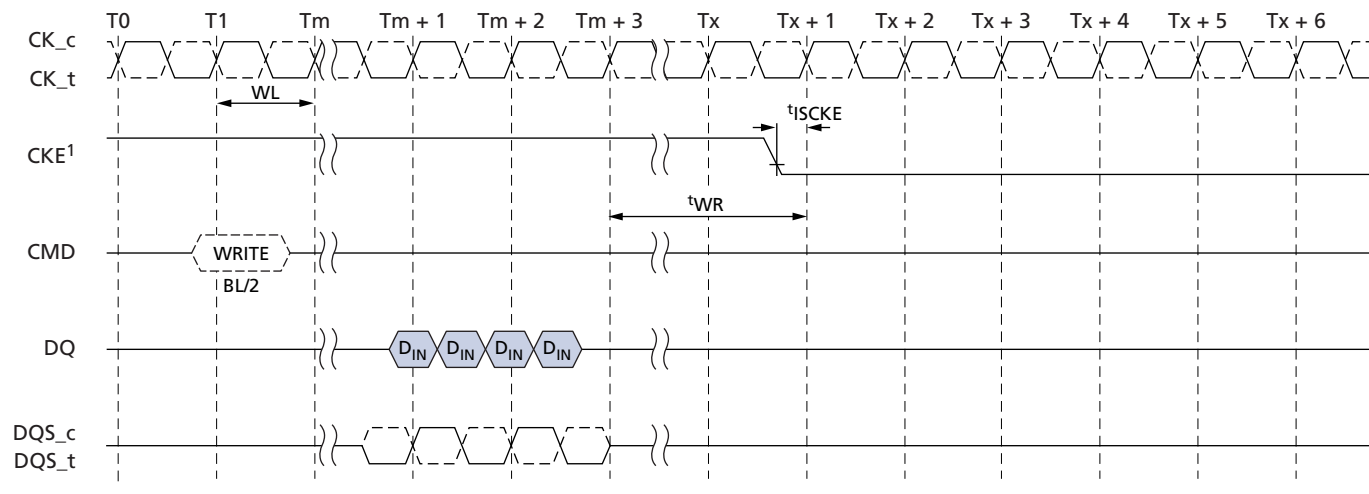 T0 T1 Tm Tm + 1 Tm + 2 Tm + 3 Tx Tx + 1 Tx + 2 Tx + 3 Tx + 4 Tx + 5 Tx + 6
CK_c
CK_t
WL
tISCKE
CKE1
tWR
CMD WRITE
BL/2
DQ DIN DIN DIN DIN
DQS_c
DQS_t